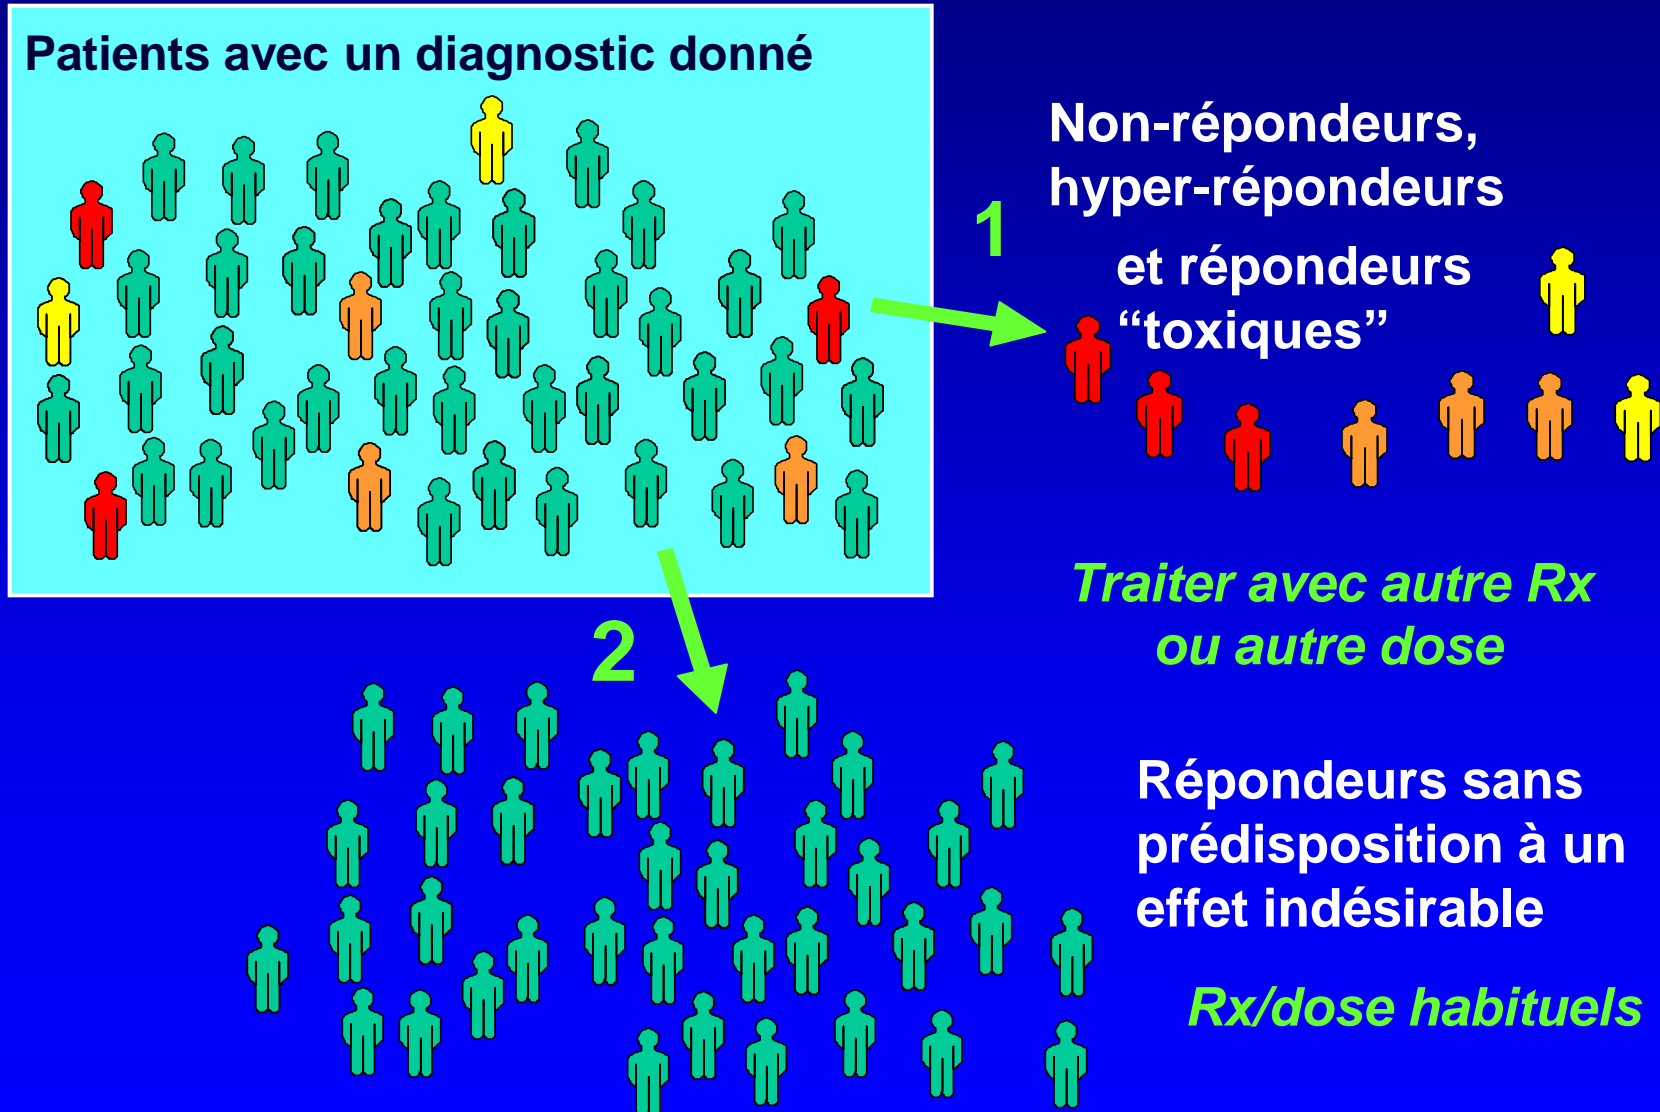 Patients avec un diagnostic donné
1
Non-répondeurs,
hyper-répondeurs
et répondeurs
“toxiques”
Traiter avec autre Rx
ou autre dose
2
Répondeurs sans
prédisposition à un
effet indésirable
Rx/dose habituels